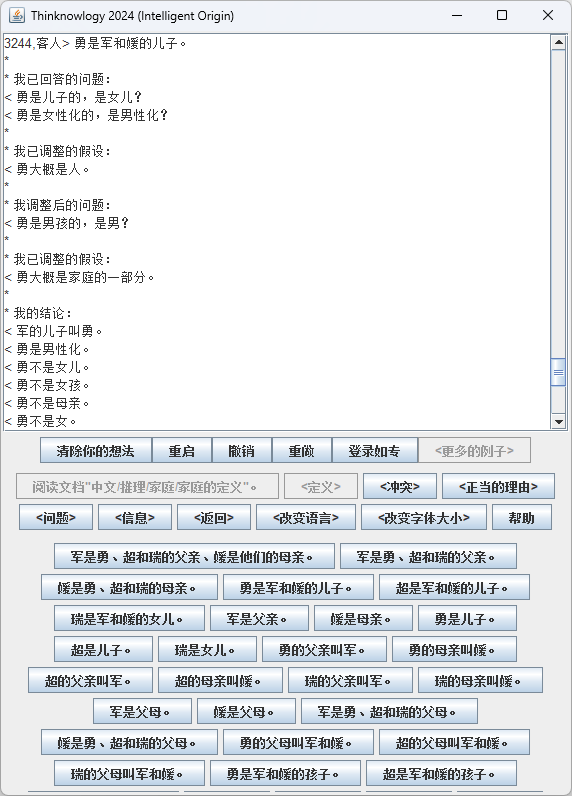 Thinknowlogy 2024 (Intelligent Origin)
3244,客人> 勇是军和媛的儿子。
*
* 我已回答的问题：
< 勇是儿子的，是女儿？
< 勇是女性化的，是男性化？
*
* 我已调整的假设：
< 勇大概是人。
*
* 我调整后的问题：
< 勇是男孩的，是男？
*
* 我已调整的假设：
< 勇大概是家庭的一部分。
*
* 我的结论：
< 军的儿子叫勇。
< 勇是男性化。
< 勇不是女儿。
< 勇不是女孩。
< 勇不是母亲。
< 勇不是女。
清除你的想法 重启 撤销 重做 登录如专 <更多的例子>
阅读文档"中文/推理/家庭/家庭的定义"。 <定义> <冲突> <正当的理由>
<问题> <信息> <返回> <改变语言> <改变字体大小> 帮助
军是勇、超和瑞的父亲、媛是他们的母亲。 军是勇、超和瑞的父亲。
媛是勇、超和瑞的母亲。 勇是军和媛的儿子。 超是军和媛的儿子。
瑞是军和媛的女儿。 军是父亲。 媛是母亲。 勇是儿子。
超是儿子。 瑞是女儿。 勇的父亲叫军。 勇的母亲叫媛。
超的父亲叫军。 超的母亲叫媛。 瑞的父亲叫军。 瑞的母亲叫媛。
军是父母。 媛是父母。 军是勇、超和瑞的父母。
媛是勇、超和瑞的父母。 勇的父母叫军和媛。 超的父母叫军和媛。
瑞的父母叫军和媛。 勇是军和媛的孩子。 超是军和媛的孩子。